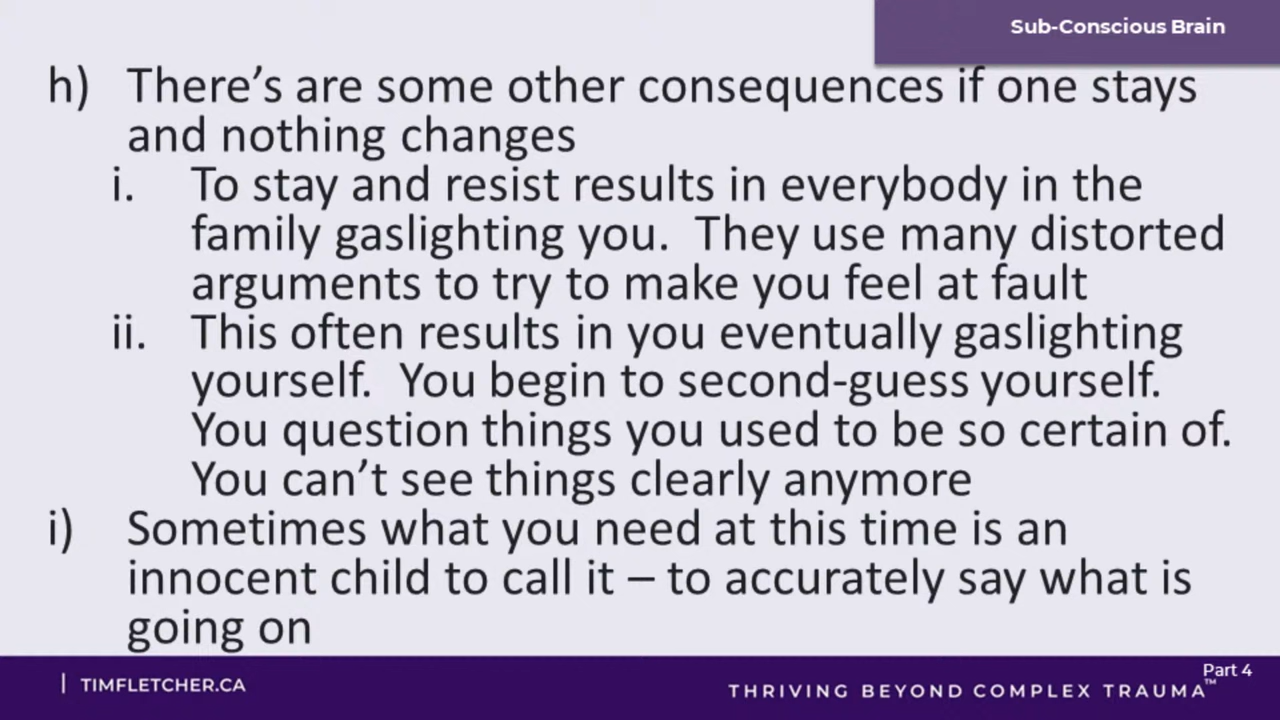 Sub-Conscious Brain
h) There's are some other consequences if one stays
and nothing changes
i. To stay and resist results in everybody in the
family gaslighting you. They use many distorted
arguments to try to make you feel at fault
ii. This often results in you eventually gaslighting
yourself. You begin to second-guess yourself.
You question things you used to be so certain of.
You can't see things clearly anymore
i) Sometimes what you need at this time is an
innocent child to call it – to accurately say what is
going on
Part 4
| TIMFLETCHER.CA
THRIVING BEYOND COMPLEX TRAUMA™